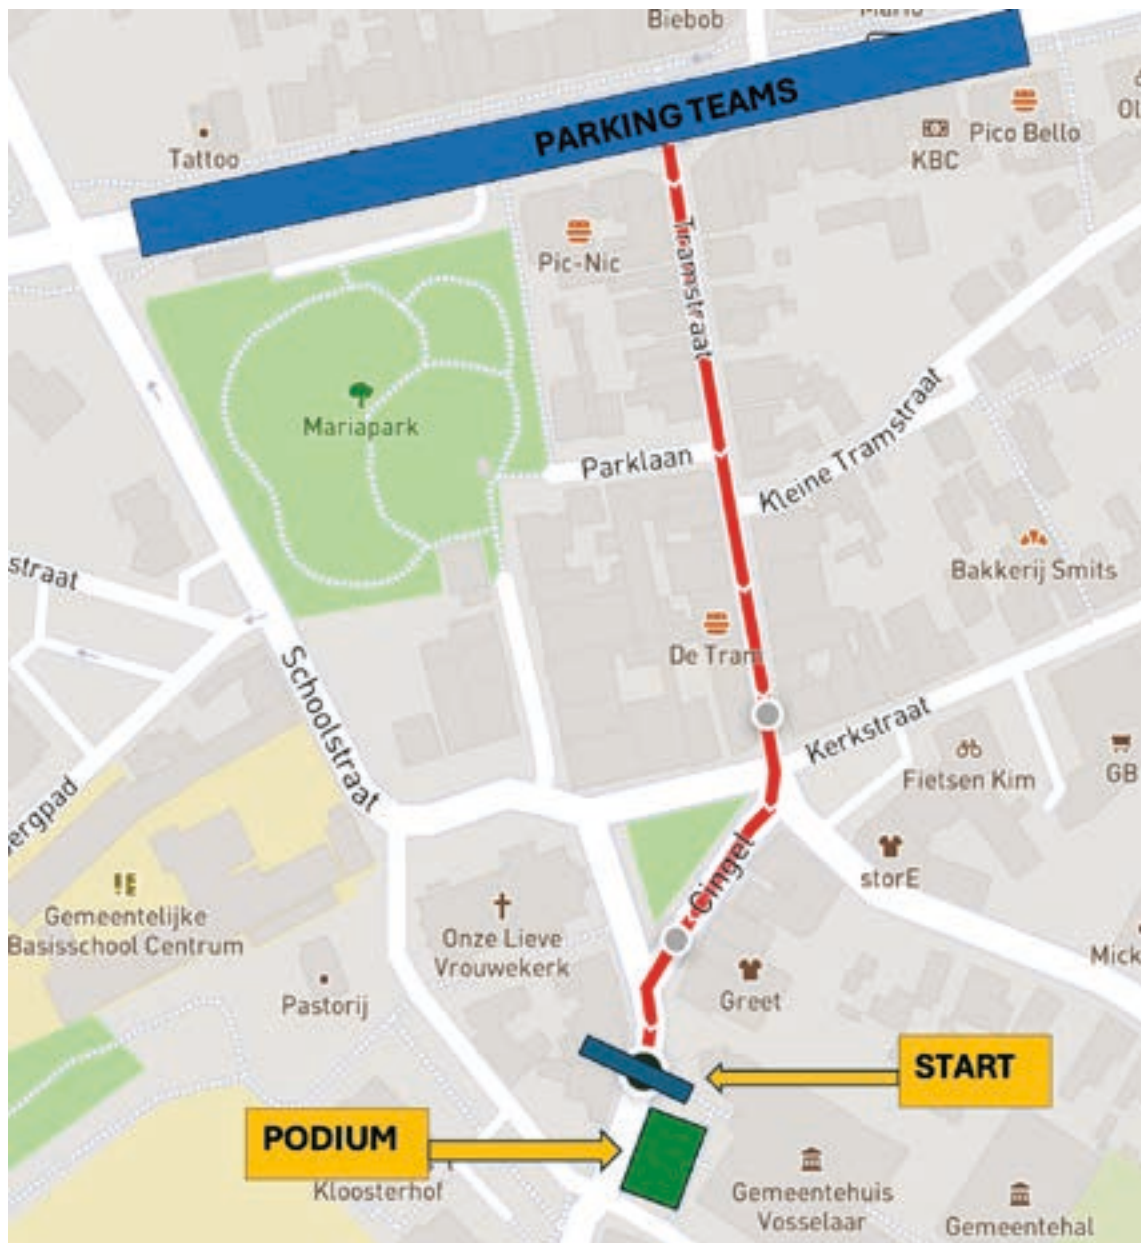 Biebob
PARKING TEAMS
Tattoo
KBC
Pico Bello
Pic-Nic
Tramstraat
Mariapark
Parklaan
Kleine Tramstraat
Bakkerij Smits
straat
De Tram
Schoolstraat
Kerkstraat
Fietsen Kim
GB
ergpad
Cingel
storE
Gemeentelijke
Basisschool Centrum
Onze Lieve
Vrouwekerk
Mick
Pastorij
Greet
START
PODIUM
Kloosterhof
Gemeentehuis
Vosselaar
Gemeentehal